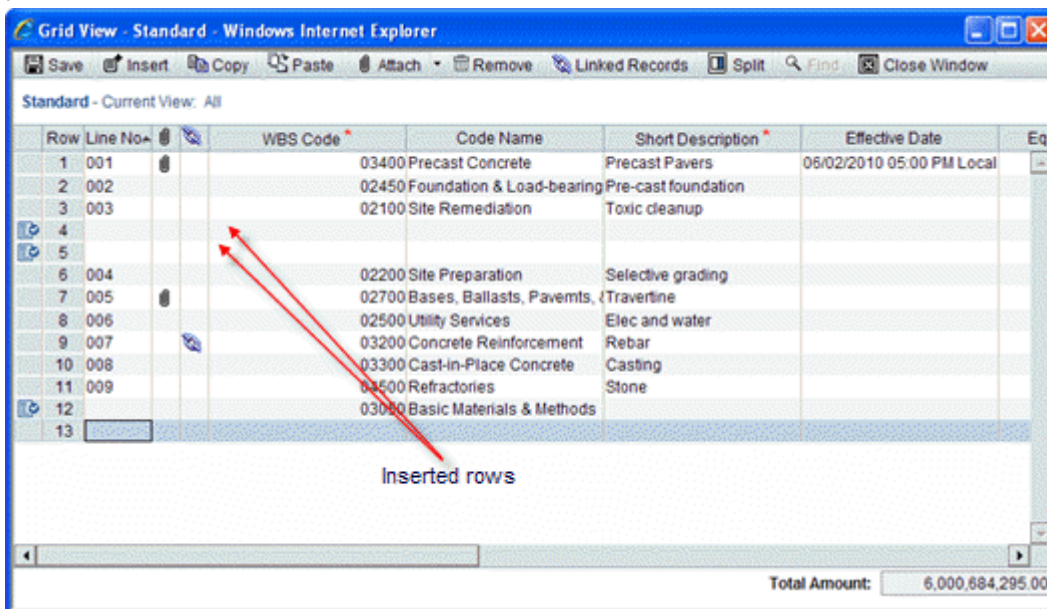 Grid View - Standard - Windows Internet Explorer
Save Insert Copy Paste Attach Remove Linked Records Split Find Close Window
Standard - Current View: All
Row Line No WBS Code * Code Name Short Description * Effective Date Eq
1 001 03400 Precast Concrete Precast Pavers 06/02/2010 05:00 PM Local
2 002 02450 Foundation & Load-bearing Pre-cast foundation
3 003 02100 Site Remediation Toxic cleanup
4
5
6 004 02200 Site Preparation Selective grading
7 005 02700 Bases, Ballasts, Pavemts, & Travertine
8 006 02500 Utility Services Elec and water
9 007 03200 Concrete Reinforcement Rebar
10 008 03300 Cast-in-Place Concrete Casting
11 009 04500 Refractories Stone
12 03050 Basic Materials & Methods
13
Inserted rows
Total Amount: 6,000,684,295.00